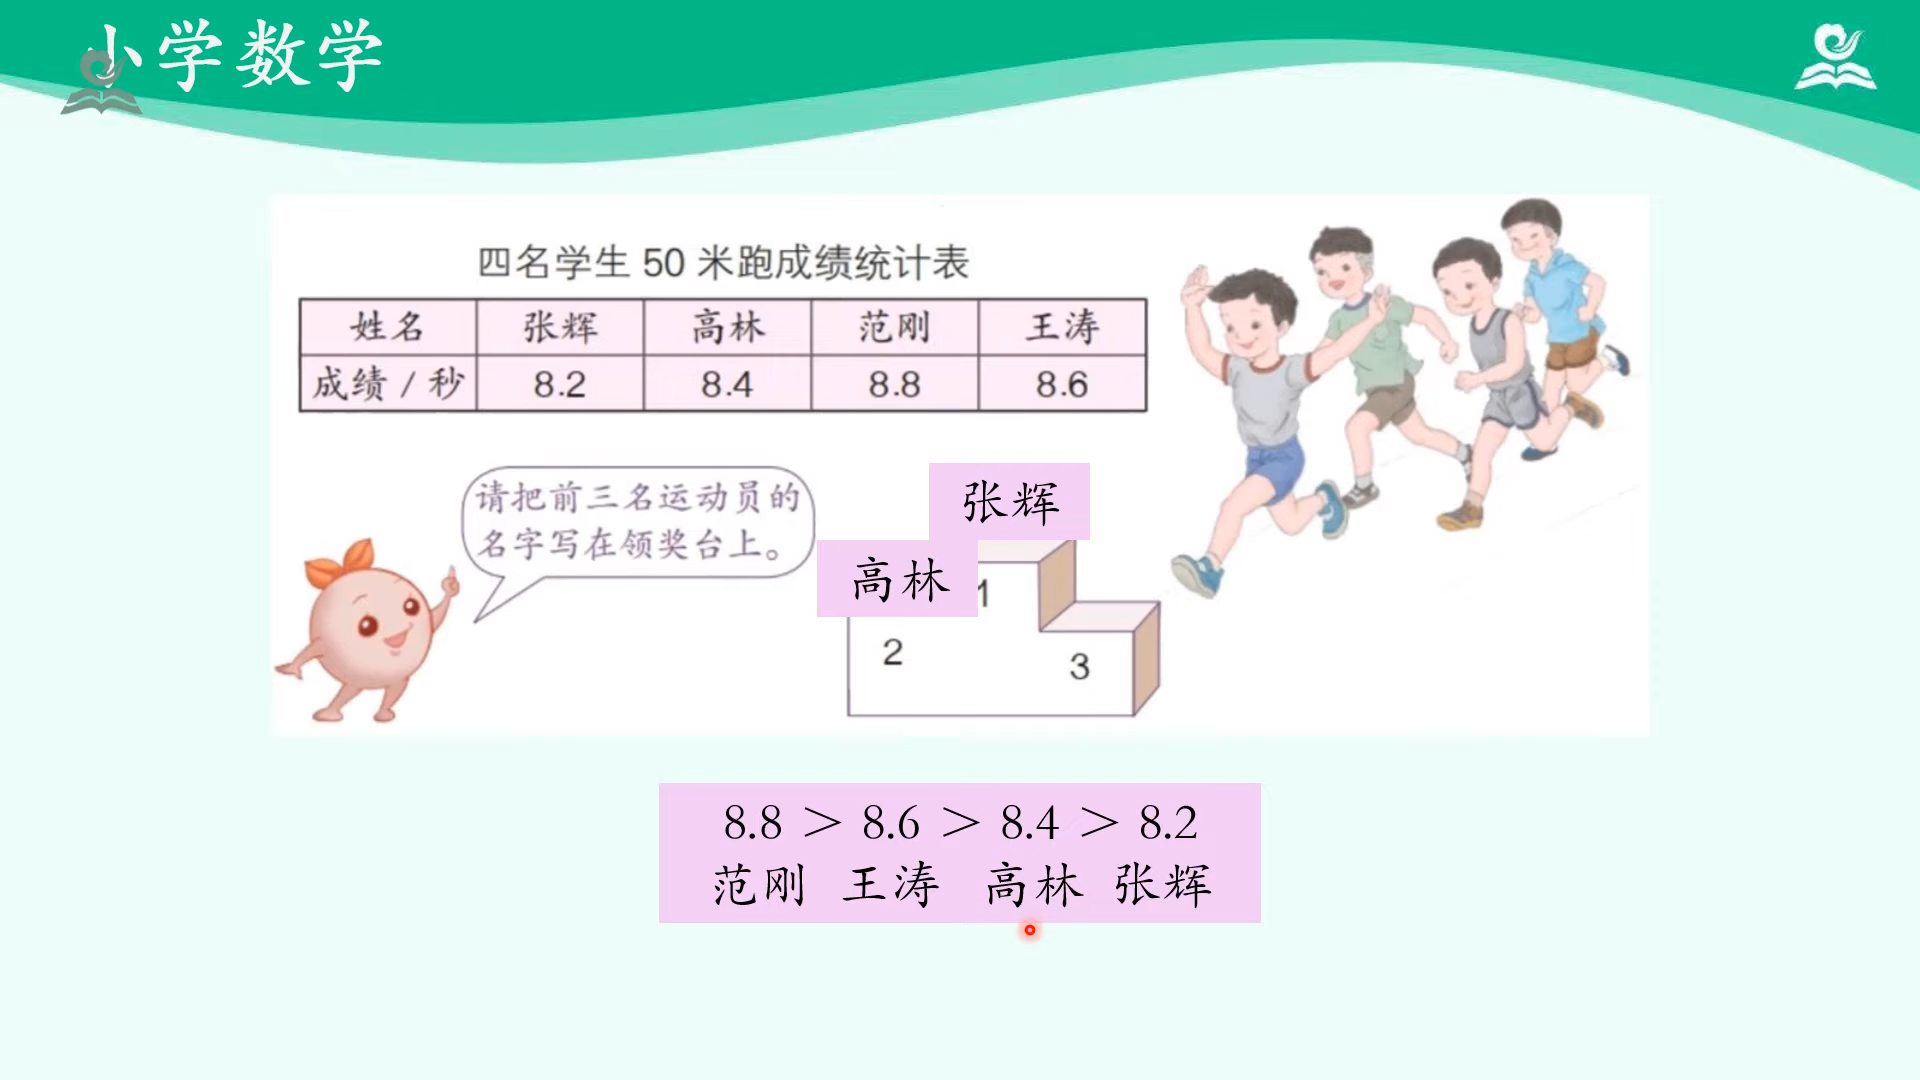 小学数学
四名学生 50 米跑成绩统计表
姓名 张辉 高林 范刚 王涛
成绩 / 秒 8.2 8.4 8.8 8.6
请把前三名运动员的
名字写在领奖台上。
张辉
高林
1
2
3
8.8 > 8.6 > 8.4 > 8.2
范刚 王涛 高林 张辉